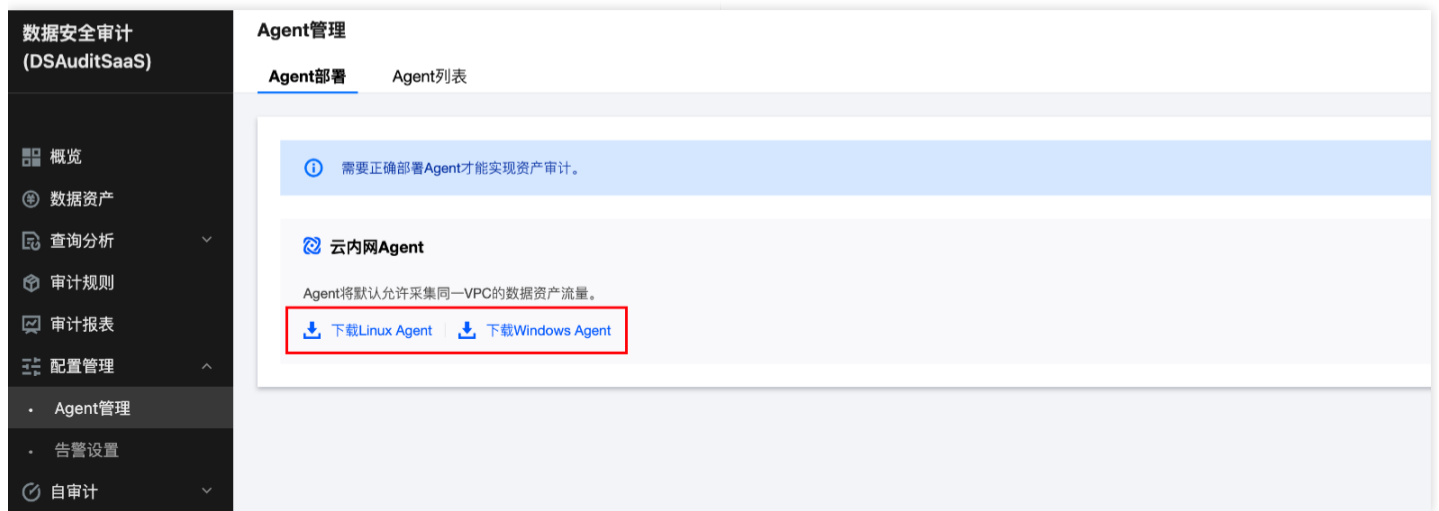 数据安全审计
(DSAuditSaaS)
概览
数据资产
查询分析
审计规则
审计报表
配置管理
· Agent管理
· 告警设置
自审计
Agent管理
Agent部署 Agent列表
需要正确部署Agent才能实现资产审计。
云内网Agent
Agent将默认允许采集同一VPC的数据资产流量。
下载Linux Agent 下载Windows Agent